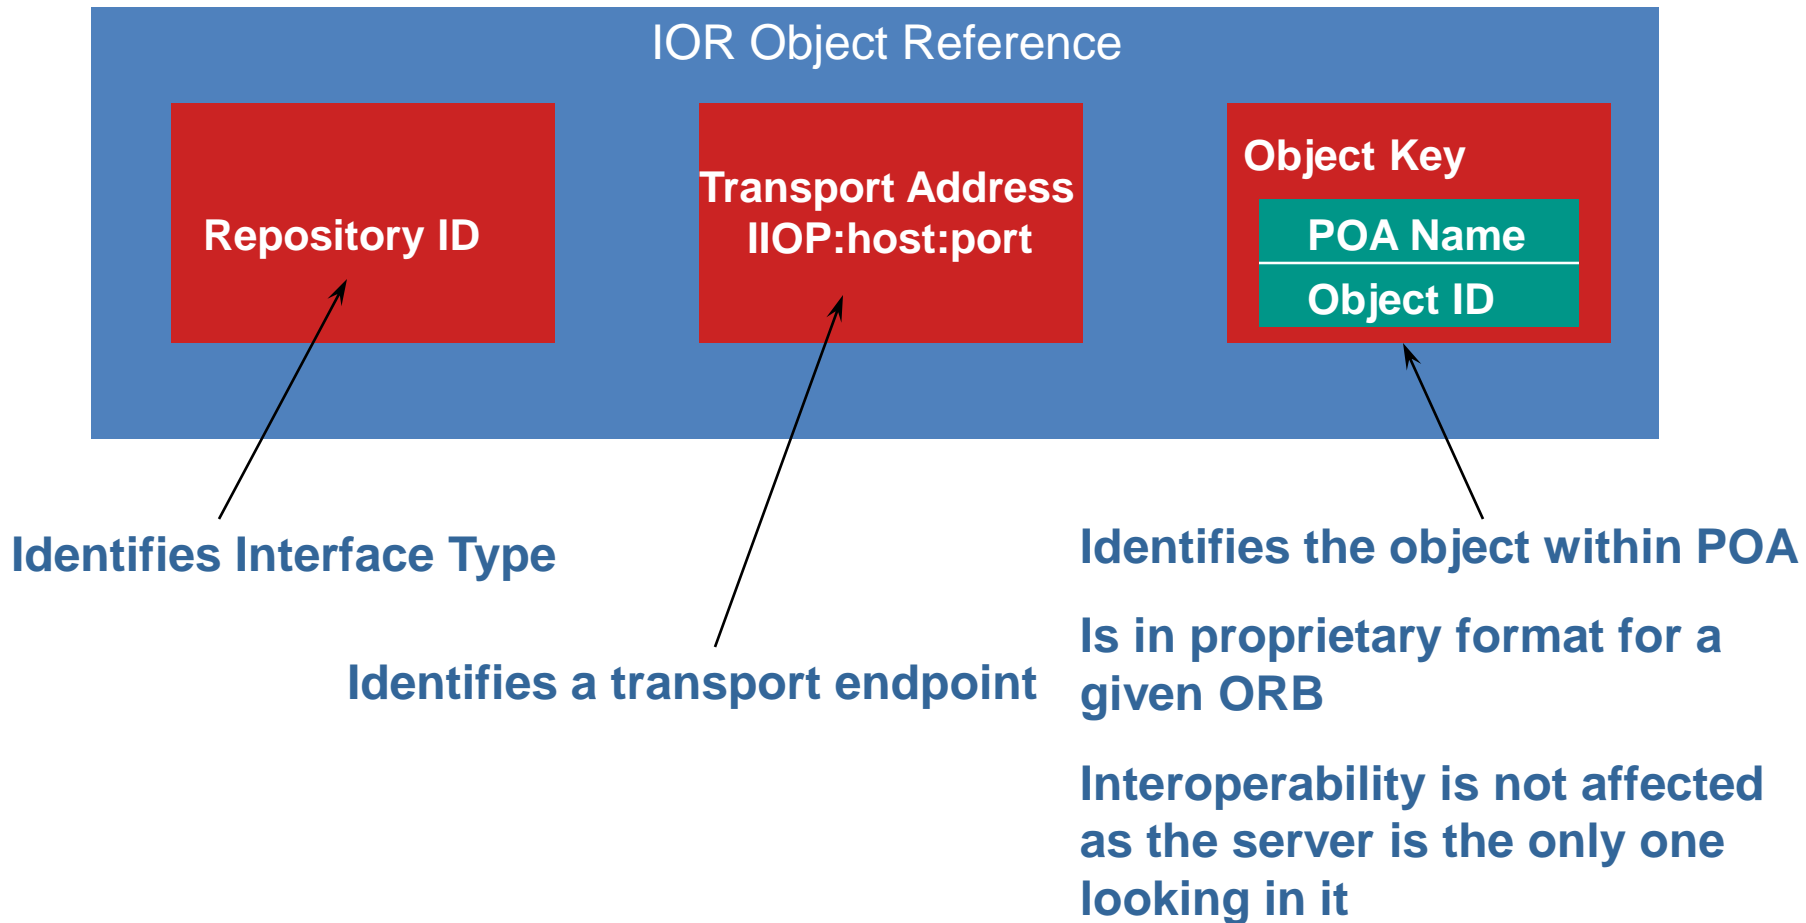 IOR Object Reference
Repository ID
Transport Address
IIOP:host:port
Object Key
POA Name
Object ID
Identifies Interface Type
Identifies a transport endpoint
Identifies the object within POA
Is in proprietary format for a
given ORB
Interoperability is not affected
as the server is the only one
looking in it